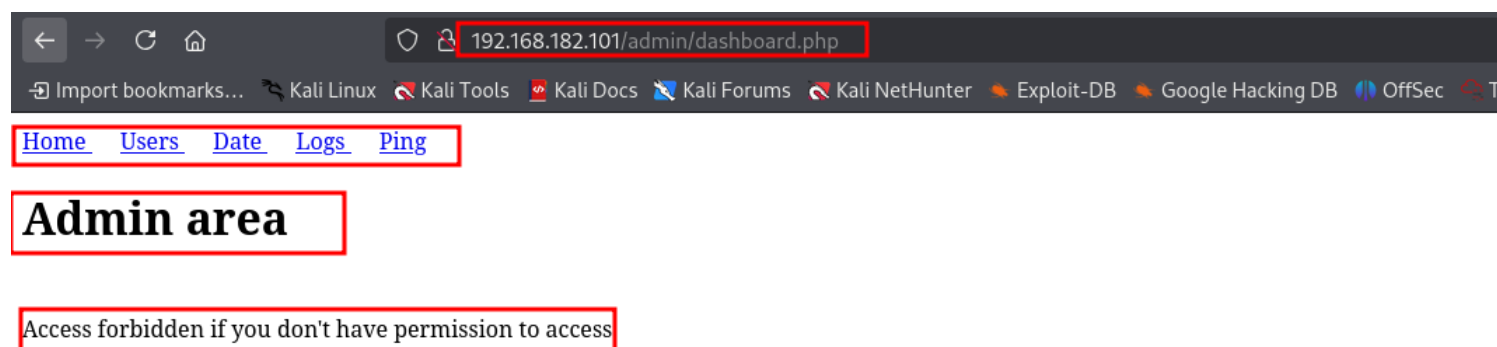 192.168.182.101/admin/dashboard.php
Import bookmarks... Kali Linux Kali Tools Kali Docs Kali Forums Kali NetHunter Exploit-DB Google Hacking DB OffSec
Home Users Date Logs Ping
Admin area
Access forbidden if you don't have permission to access